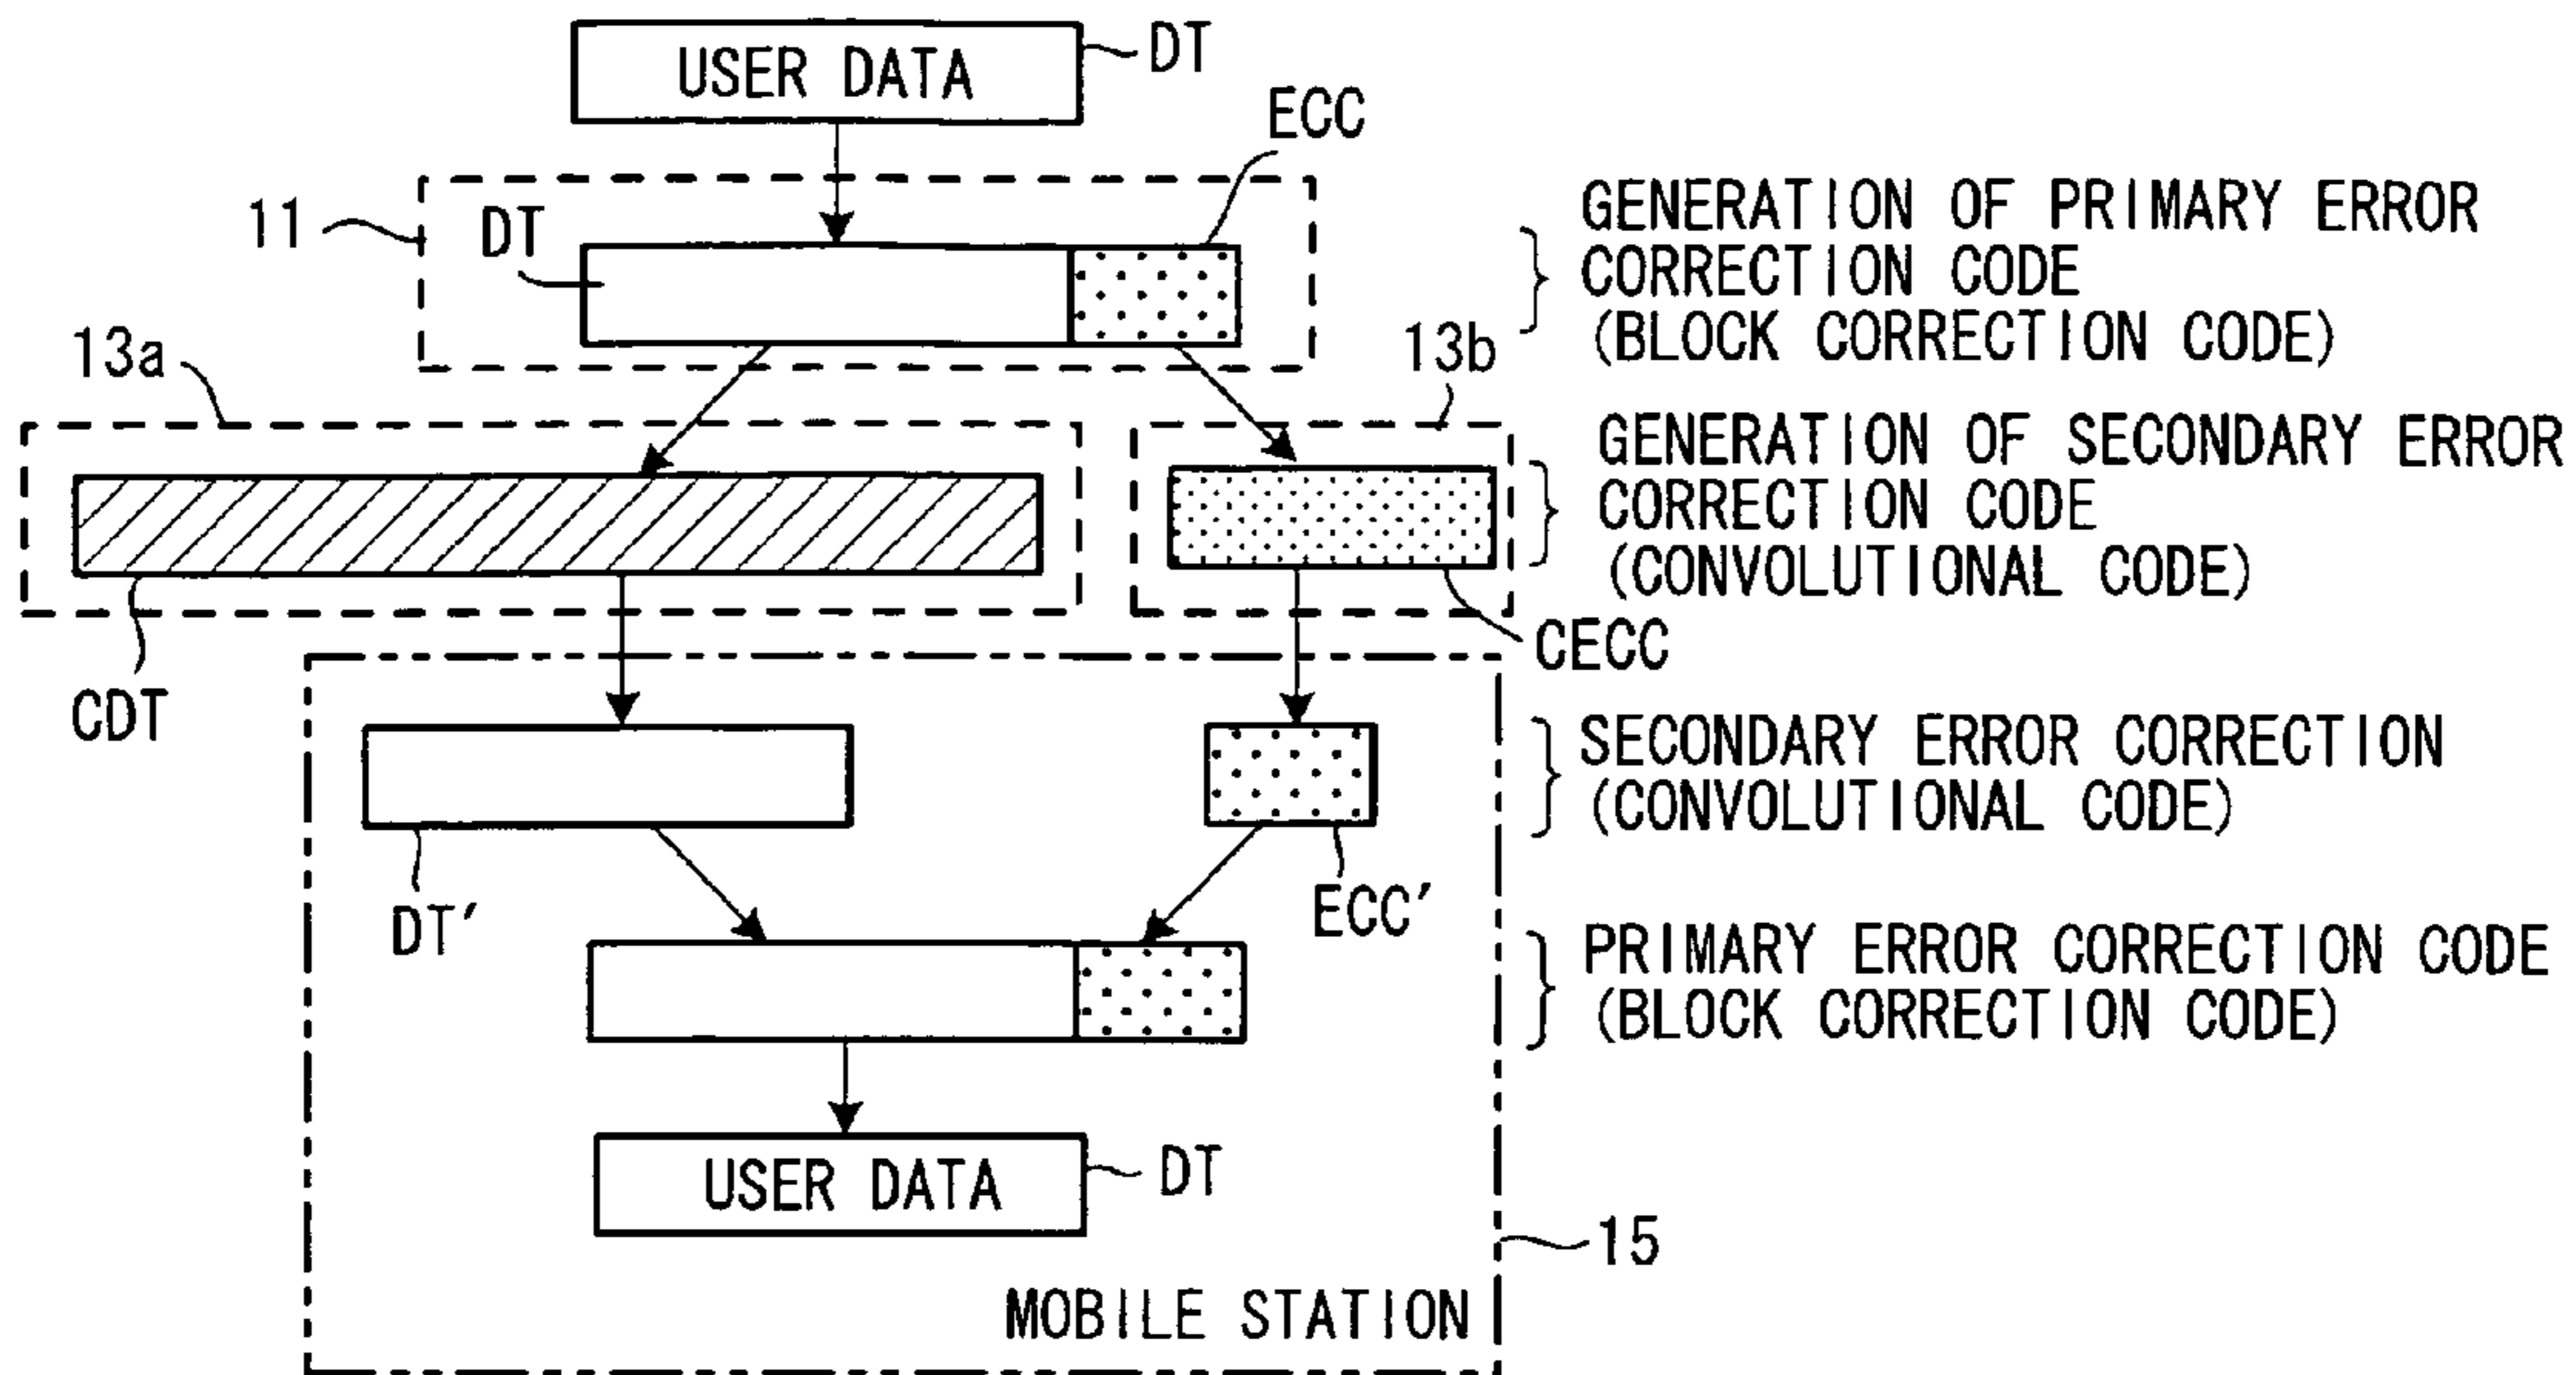 USER DATA
DT
ECC
11
DT
GENERATION OF PRIMARY ERROR
CORRECTION CODE
(BLOCK CORRECTION CODE)
13a
13b
GENERATION OF SECONDARY ERROR
CORRECTION CODE
(CONVOLUTIONAL CODE)
CDT
CECC
SECONDARY ERROR CORRECTION
(CONVOLUTIONAL CODE)
DT'
ECC'
PRIMARY ERROR CORRECTION CODE
(BLOCK CORRECTION CODE)
USER DATA
DT
15
MOBILE STATION